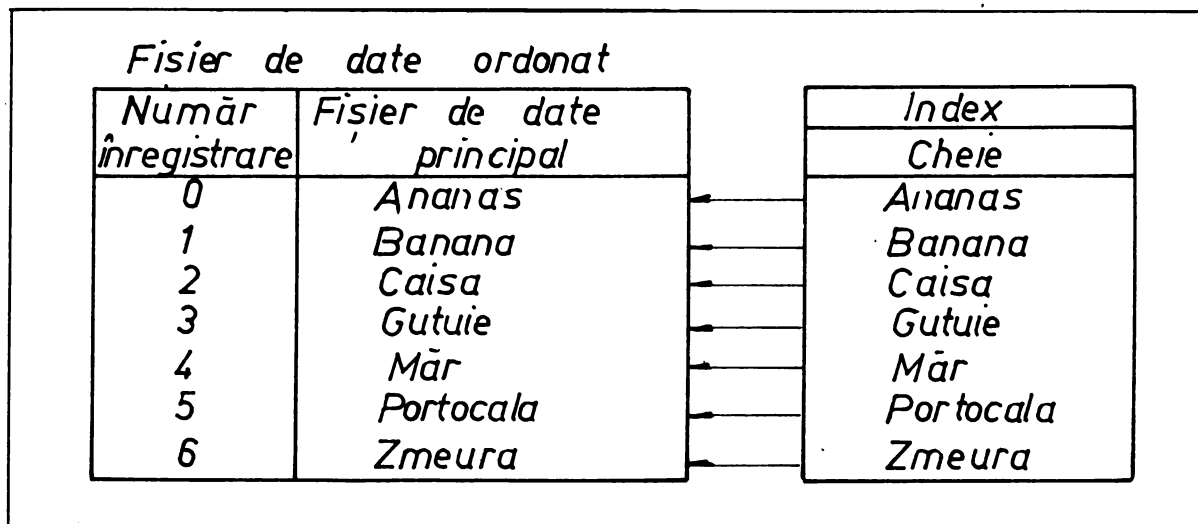 Fisier de date ordonat
Număr înregistrare Fișier de date principal
0 Ananas
1 Banana
2 Caisa
3 Gutuie
4 Măr
5 Portocala
6 Zmeura
Index
Cheie
Ananas
Banana
Caisa
Gutuie
Măr
Portocala
Zmeura